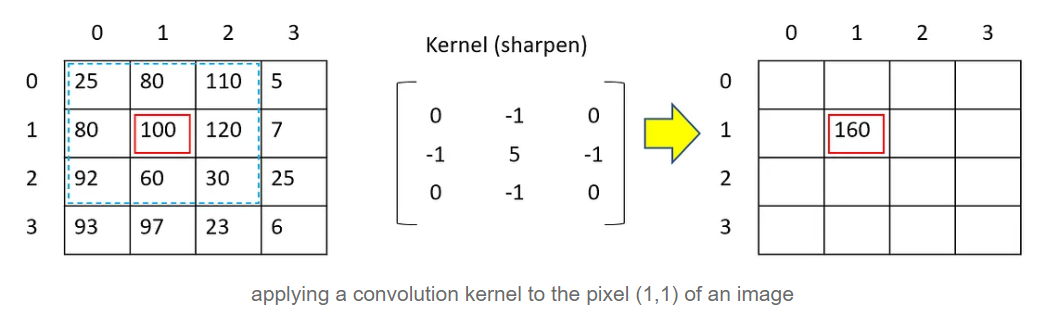 0 1 2 3
0 25 80 110 5
1 80 100 120 7
2 92 60 30 25
3 93 97 23 6
Kernel (sharpen)
0 -1 0
-1 5 -1
0 -1 0
0 1 2 3
0
1 160
2
3
applying a convolution kernel to the pixel (1,1) of an image